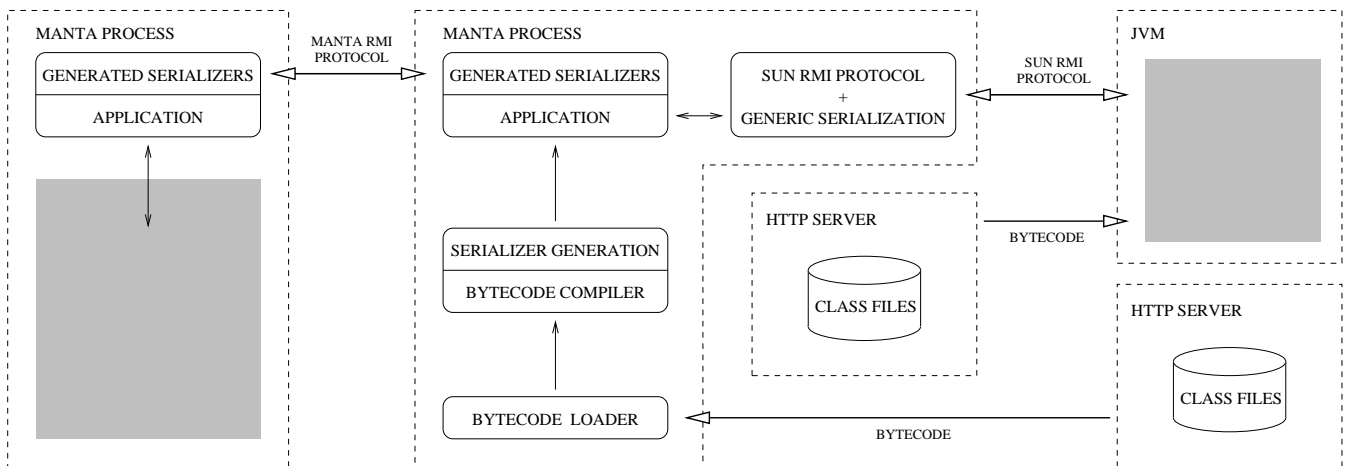 MANTA PROCESS
GENERATED SERIALIZERS
APPLICATION
MANTA RMI
PROTOCOL
MANTA PROCESS
GENERATED SERIALIZERS
APPLICATION
SUN RMI PROTOCOL
+
GENERIC SERIALIZATION
SUN RMI
PROTOCOL
JVM
SERIALIZER GENERATION
BYTECODE COMPILER
HTTP SERVER
CLASS FILES
BYTECODE
HTTP SERVER
CLASS FILES
BYTECODE LOADER
BYTECODE